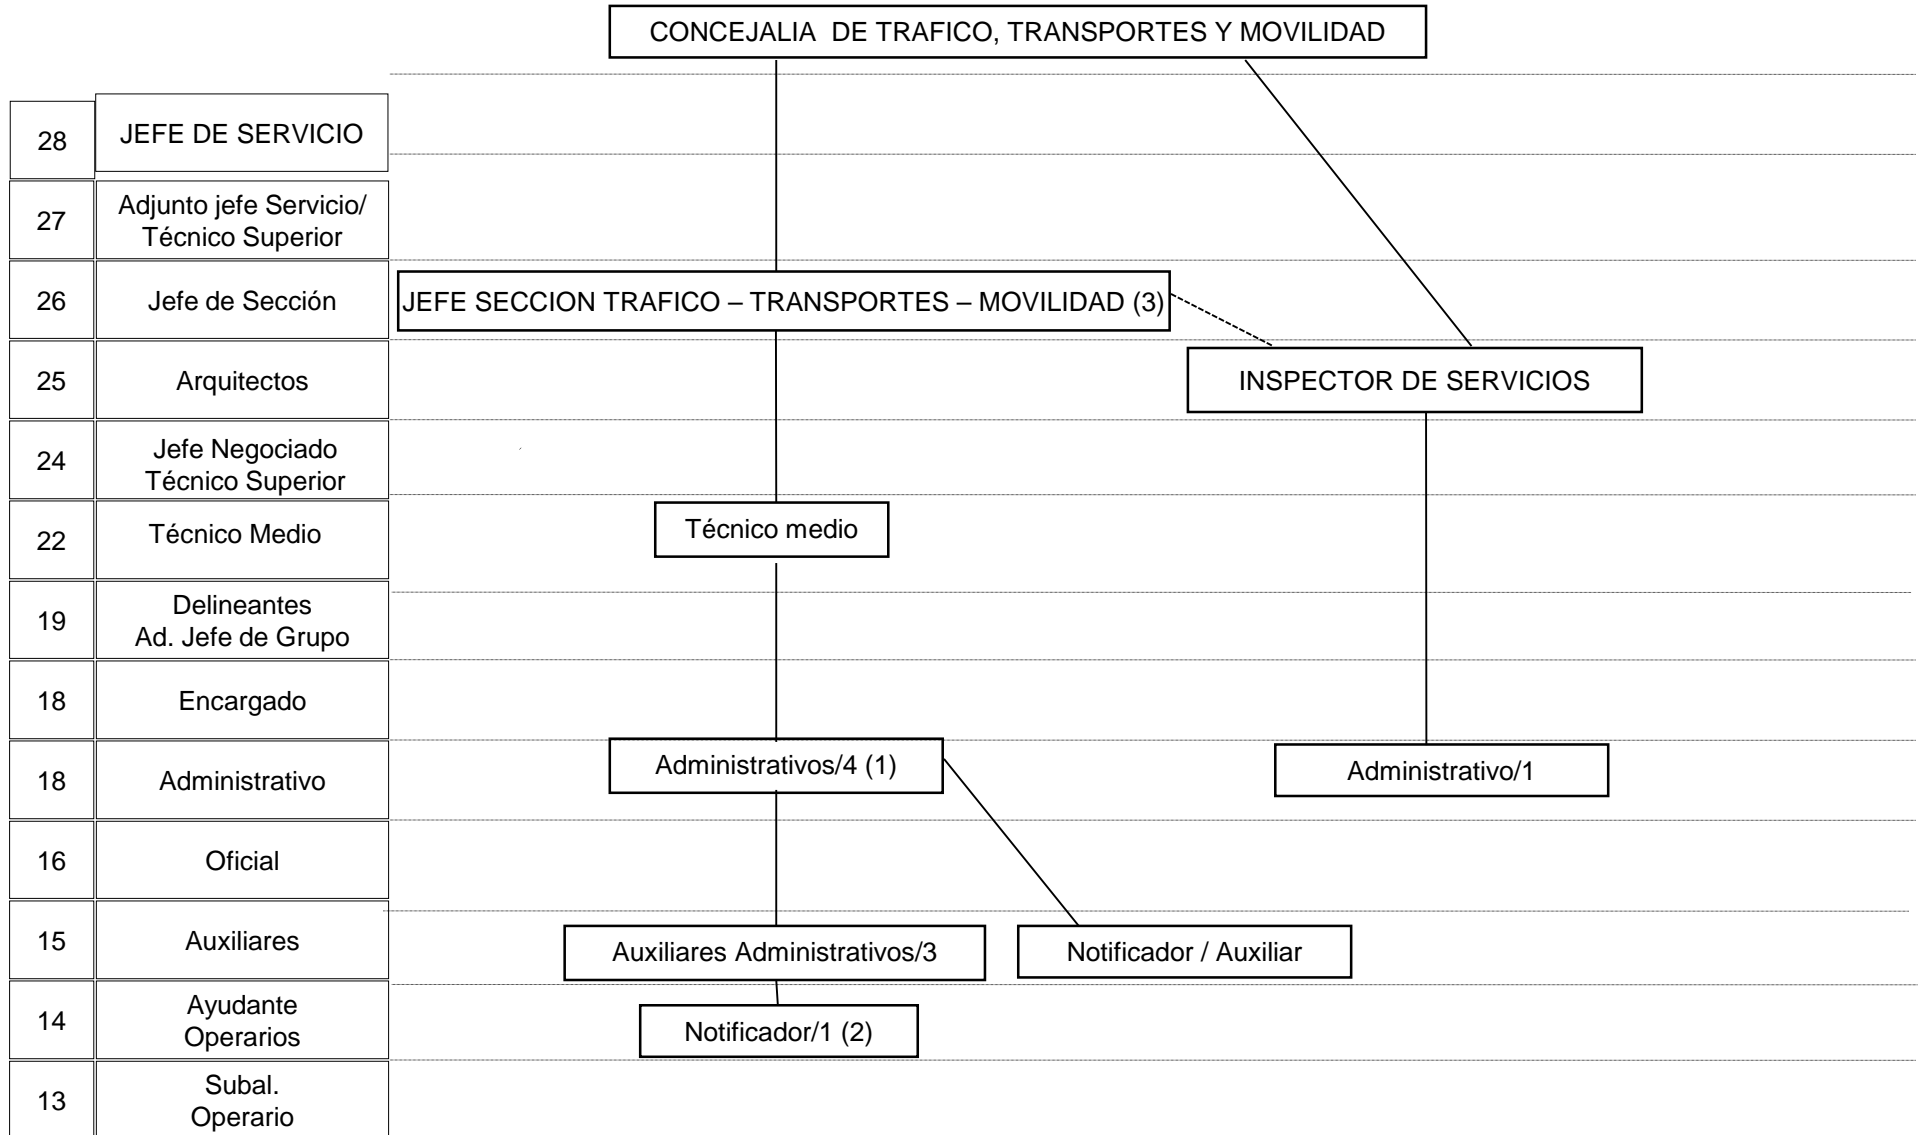 CONCEJALIA DE TRAFICO, TRANSPORTES Y MOVILIDAD
28
JEFE DE SERVICIO
27
Adjunto jefe Servicio/
Técnico Superior
26
Jefe de Sección
JEFE SECCION TRAFICO – TRANSPORTES – MOVILIDAD (3)
25
Arquitectos
INSPECTOR DE SERVICIOS
24
Jefe Negociado
Técnico Superior
22
Técnico Medio
Técnico medio
19
Delineantes
Ad. Jefe de Grupo
18
Encargado
18
Administrativo
Administrativos/4 (1)
Administrativo/1
16
Oficial
15
Auxiliares
Auxiliares Administrativos/3
Notificador / Auxiliar
14
Ayudante
Operarios
Notificador/1 (2)
13
Subal.
Operario